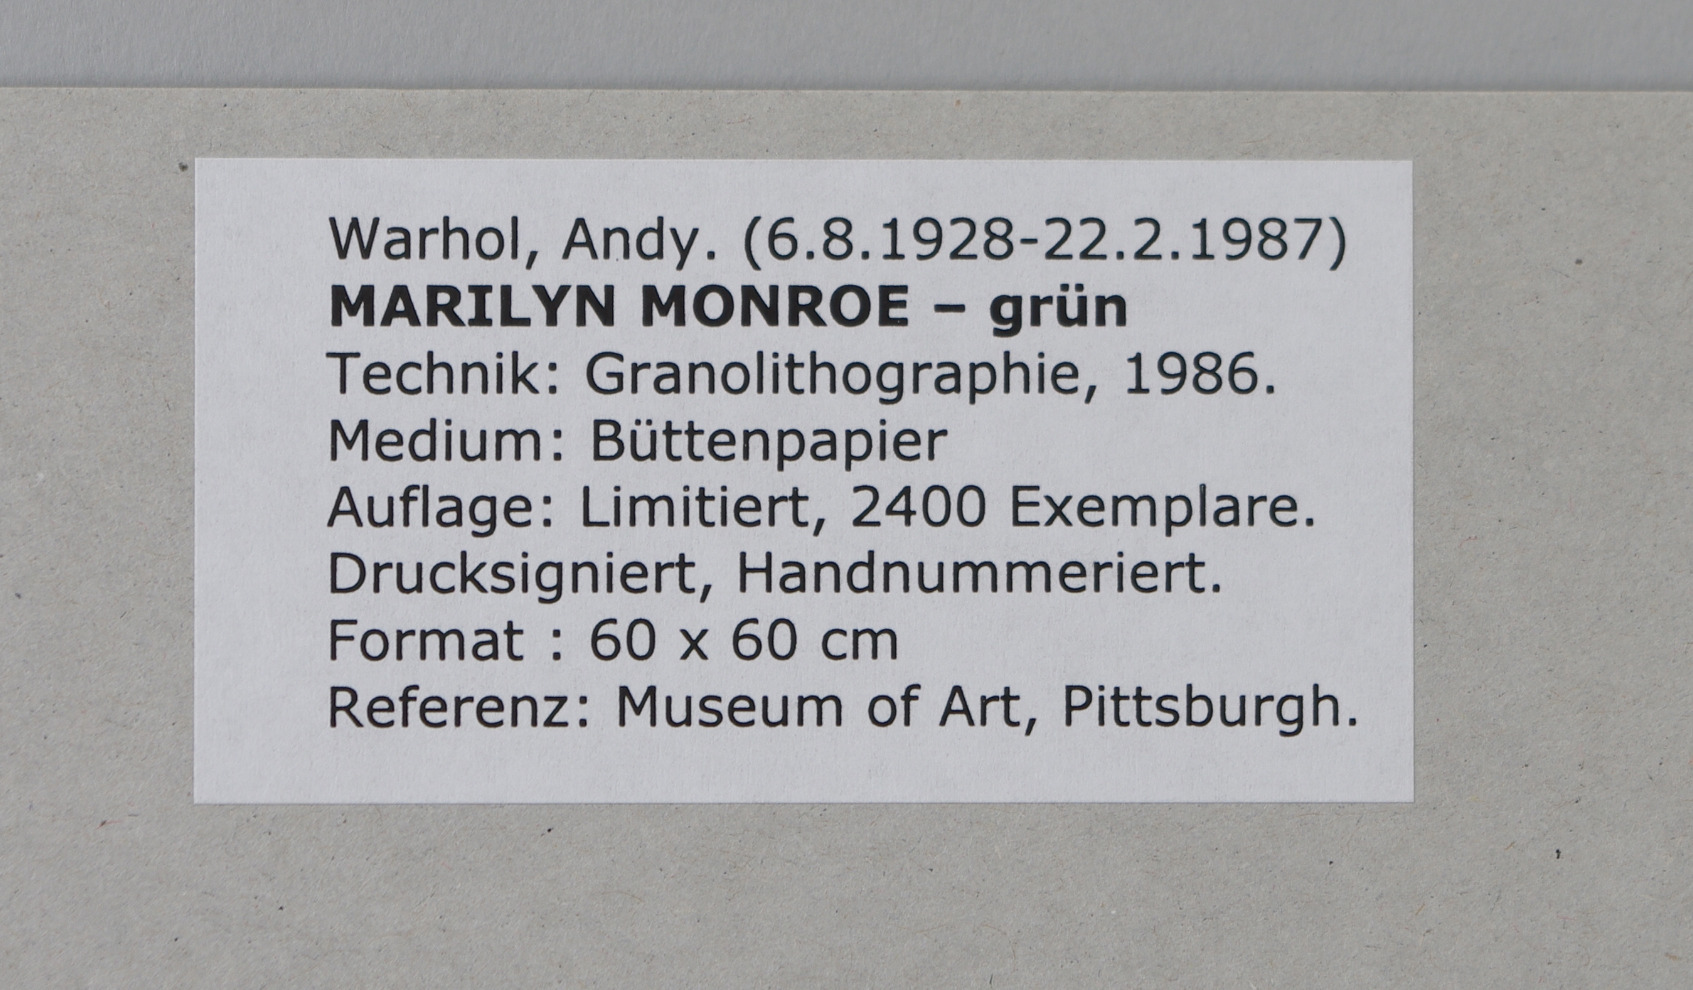 Warhol, Andy. (6.8.1928-22.2.1987)
MARILYN MONROE – grün
Technik: Granolithographie, 1986.
Medium: Büttenpapier
Auflage: Limitiert, 2400 Exemplare.
Drucksigniert, Handnummeriert.
Format : 60 x 60 cm
Referenz: Museum of Art, Pittsburgh.